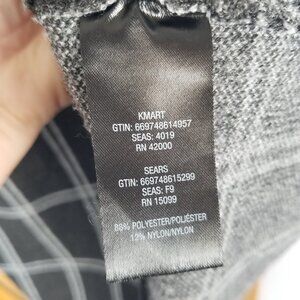 KMART
GTIN: 669748614957
SEAS: 4019
RN 42000
SEARS
GTIN: 669748615299
SEAS: F9
RN 15099
88% POLYESTER/POLIÉSTER
12% NYLON/NYLON